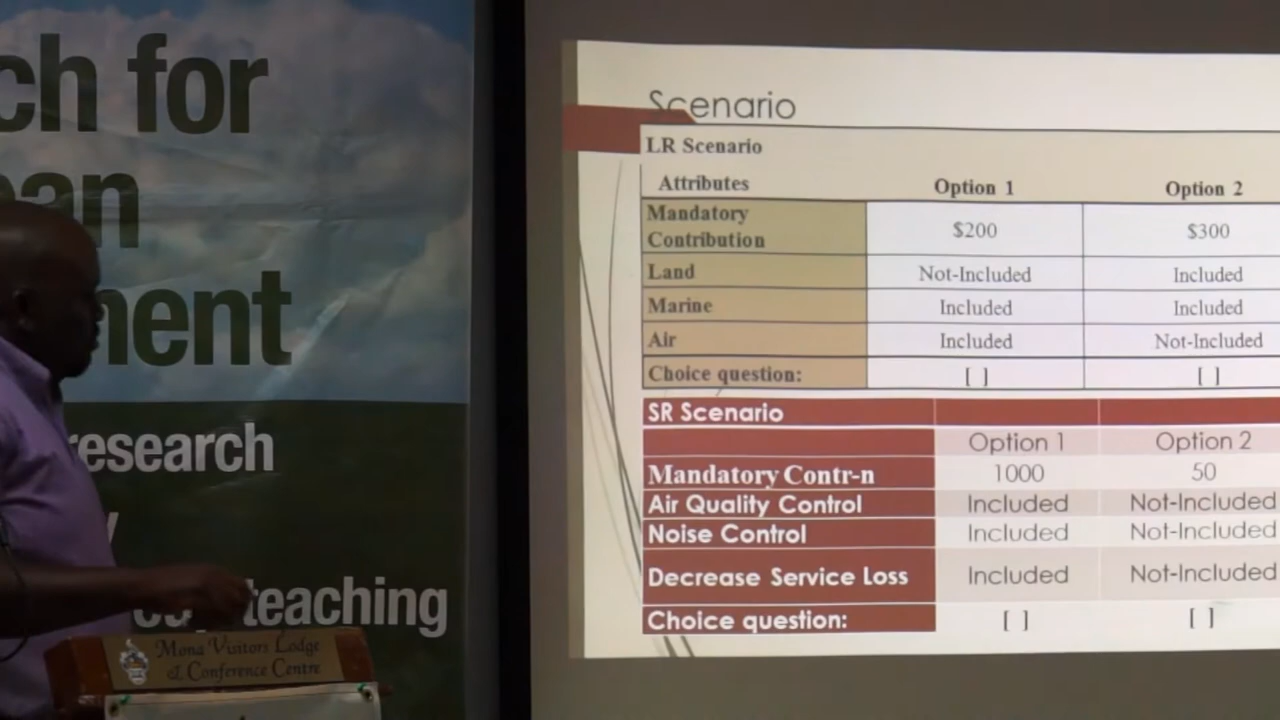 ch for
an
ment
research
teaching
Mona Visitors Lodge
& Conference Centre
Scenario
LR Scenario
Attributes Option 1 Option 2
Mandatory Contribution $200 $300
Land Not-Included Included
Marine Included Included
Air Included Not-Included
Choice question: [ ] [ ]
SR Scenario
Option 1 Option 2
Mandatory Contr-n 1000 50
Air Quality Control Included Not-Included
Noise Control Included Not-Included
Decrease Service Loss Included Not-Included
Choice question: [ ] [ ]